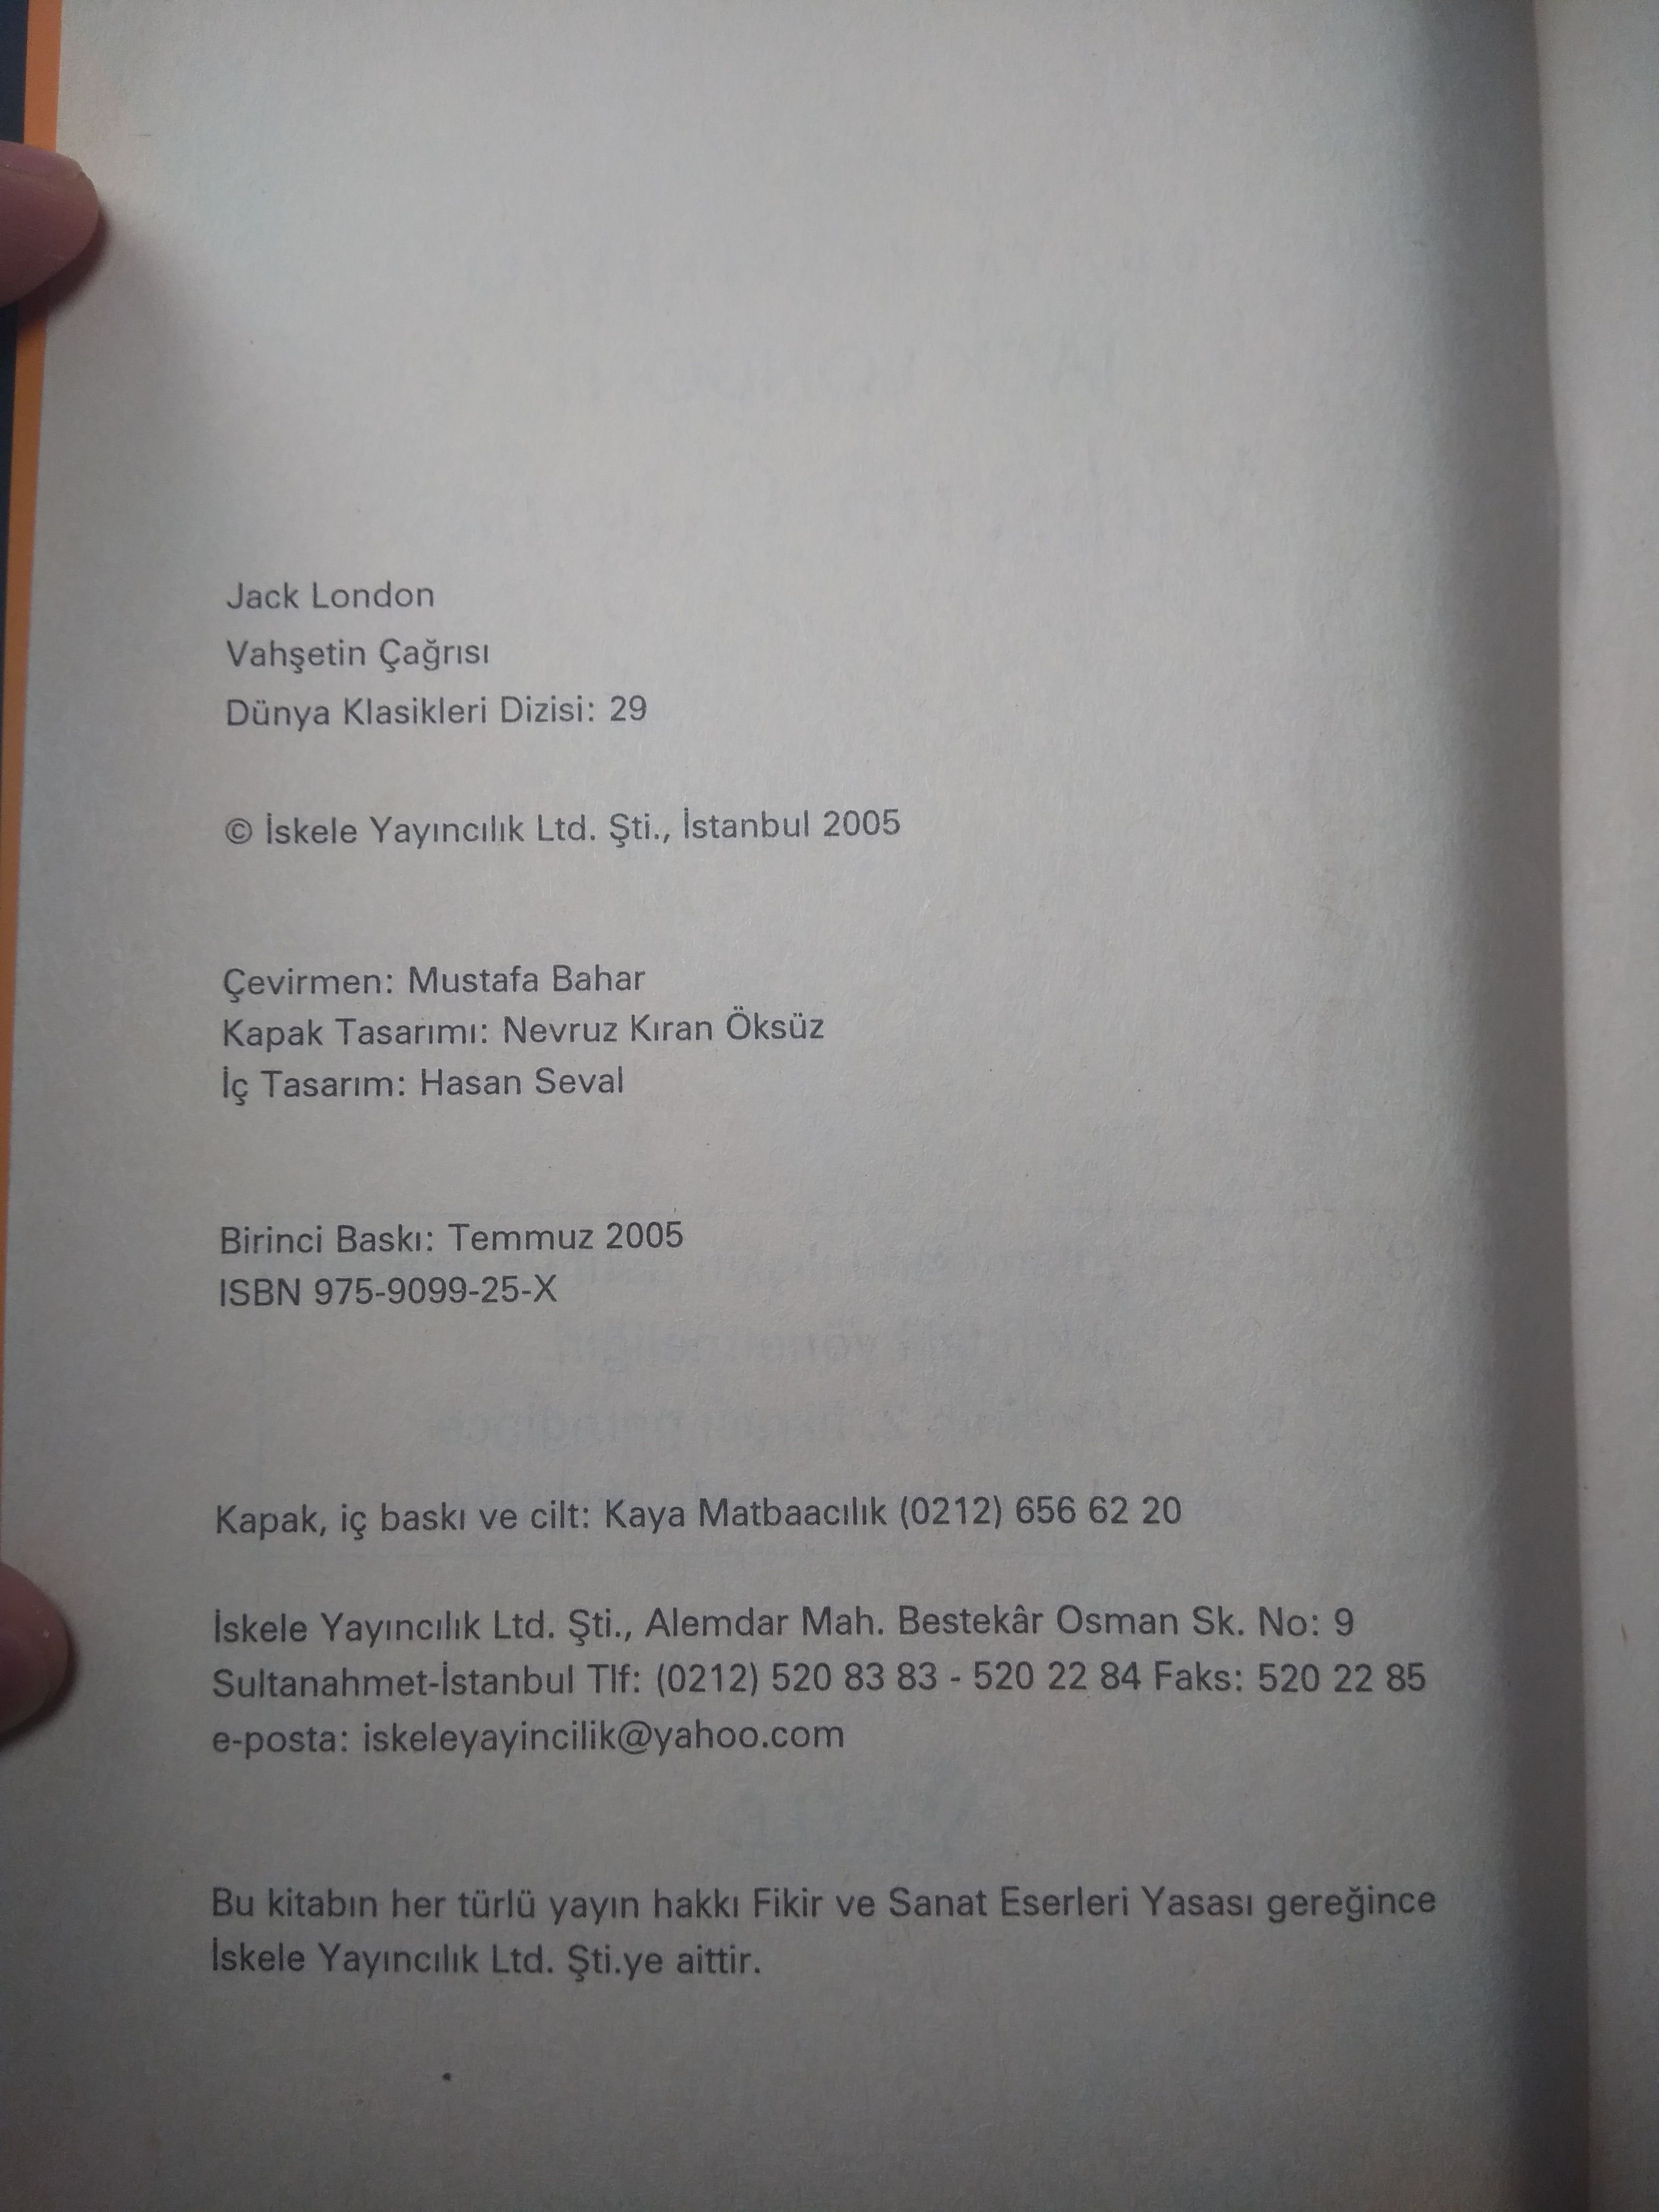 Jack London
Vahşetin Çağrısı
Dünya Klasikleri Dizisi: 29
© İskele Yayıncılık Ltd. Şti., İstanbul 2005
Çevirmen: Mustafa Bahar
Kapak Tasarımı: Nevruz Kıran Öksüz
İç Tasarım: Hasan Seval
Birinci Baskı: Temmuz 2005
ISBN 975-9099-25-X
Kapak, iç baskı ve cilt: Kaya Matbaacılık (0212) 656 62 20
İskele Yayıncılık Ltd. Şti., Alemdar Mah. Bestekâr Osman Sk. No: 9
Sultanahmet-İstanbul Tlf: (0212) 520 83 83 - 520 22 84 Faks: 520 22 85
e-posta: iskeleyayincilik@yahoo.com
Bu kitabın her türlü yayın hakkı Fikir ve Sanat Eserleri Yasası gereğince
İskele Yayıncılık Ltd. Şti.ye aittir.